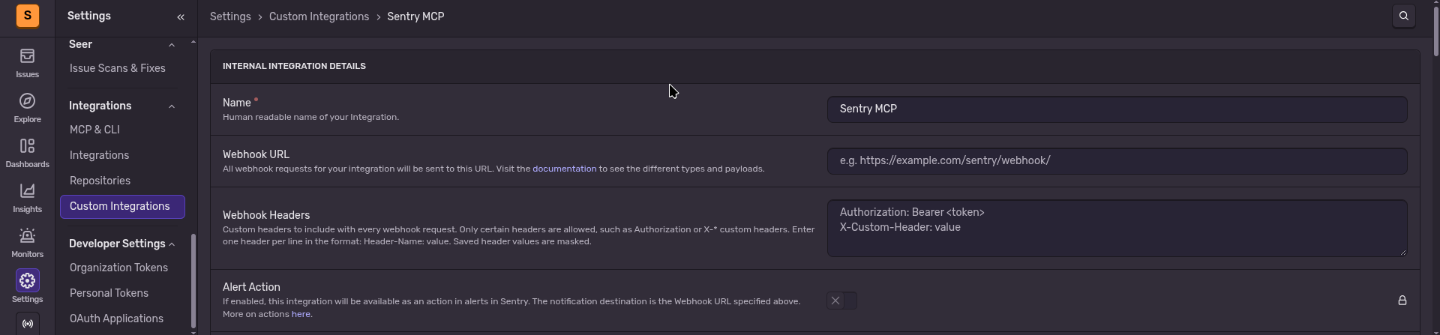 S
Issues
Explore
Dashboards
Insights
Monitors
Settings
Settings «
Seer
Issue Scans & Fixes
Integrations
MCP & CLI
Integrations
Repositories
Custom Integrations
Developer Settings
Organization Tokens
Personal Tokens
OAuth Applications
Settings > Custom Integrations > Sentry MCP
INTERNAL INTEGRATION DETAILS
Name *
Human readable name of your Integration.
Sentry MCP
Webhook URL
All webhook requests for your integration will be sent to this URL. Visit the documentation to see the different types and payloads.
e.g. https://example.com/sentry/webhook/
Webhook Headers
Custom headers to include with every webhook request. Only certain headers are allowed, such as Authorization or X-* custom headers. Enter
one header per line in the format: Header-Name: value. Saved header values are masked.
Authorization: Bearer <token>
X-Custom-Header: value
Alert Action
If enabled, this integration will be available as an action in alerts in Sentry. The notification destination is the Webhook URL specified above.
More on actions here.